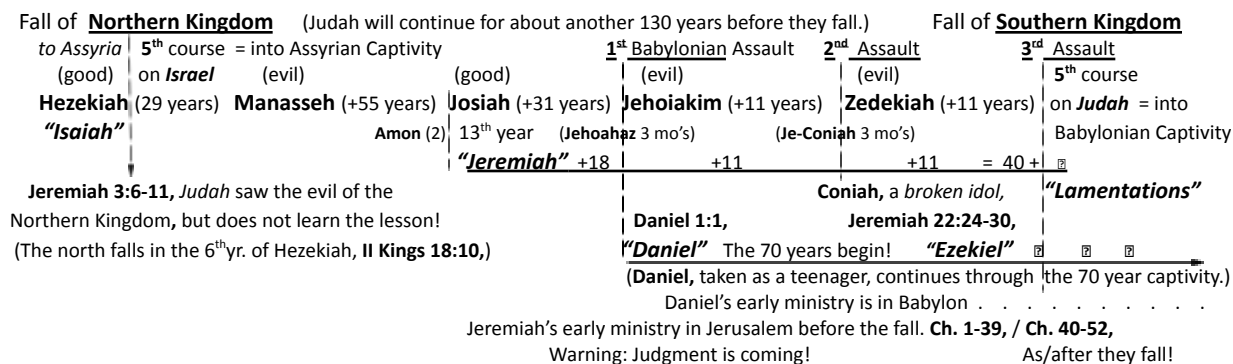 Fall of Northern Kingdom (Judah will continue for about another 130 years before they fall.) Fall of Southern Kingdom
to Assyria 5th course = into Assyrian Captivity 1st Babylonian Assault 2nd Assault 3rd Assault
(good) on Israel (evil) (good) (evil) (evil) 5th course
Hezekiah (29 years) Manasseh (+55 years) Josiah (+31 years) Jehoiakim (+11 years) Zedekiah (+11 years) on Judah = into
“Isaiah” Amon (2) 13th year (Jehoahaz 3 mo’s) (Je-Coniah 3 mo’s) Babylonian Captivity
“Jeremiah” +18 +11 +11 = 40 +
Jeremiah 3:6-11, Judah saw the evil of the Coniah, a broken idol, “Lamentations”
Northern Kingdom, but does not learn the lesson! Daniel 1:1, Jeremiah 22:24-30,
(The north falls in the 6thyr. of Hezekiah, II Kings 18:10,) “Daniel” The 70 years begin! “Ezekiel”
(Daniel, taken as a teenager, continues through the 70 year captivity.)
Daniel’s early ministry is in Babylon . . . . . . . . . .
Jeremiah’s early ministry in Jerusalem before the fall. Ch. 1-39, / Ch. 40-52,
Warning: Judgment is coming! As/after they fall!